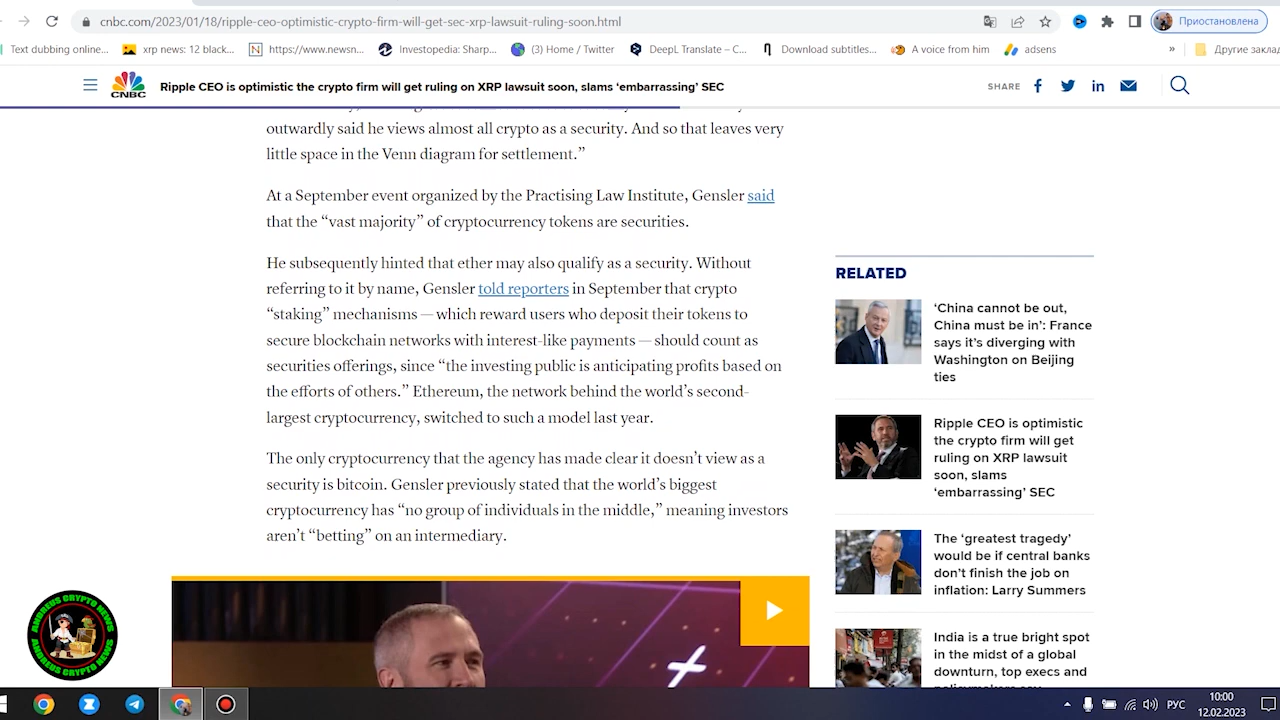 cnbc.com/2023/01/18/ripple-ceo-optimistic-crypto-firm-will-get-sec-xrp-lawsuit-ruling-soon.html
Приостановлена
Text dubbing online...
xrp news: 12 black...
https://www.newsn...
Investopedia: Sharp...
(3) Home / Twitter
DeepL Translate – C...
Download subtitles...
A voice from him
adsens
»
Другие закла
CNBC
Ripple CEO is optimistic the crypto firm will get ruling on XRP lawsuit soon, slams ‘embarrassing’ SEC
SHARE
outwardly said he views almost all crypto as a security. And so that leaves very
little space in the Venn diagram for settlement.”
At a September event organized by the Practising Law Institute, Gensler said
that the “vast majority” of cryptocurrency tokens are securities.
He subsequently hinted that ether may also qualify as a security. Without
referring to it by name, Gensler told reporters in September that crypto
“staking” mechanisms — which reward users who deposit their tokens to
secure blockchain networks with interest-like payments — should count as
securities offerings, since “the investing public is anticipating profits based on
the efforts of others.” Ethereum, the network behind the world’s second-
largest cryptocurrency, switched to such a model last year.
The only cryptocurrency that the agency has made clear it doesn’t view as a
security is bitcoin. Gensler previously stated that the world’s biggest
cryptocurrency has “no group of individuals in the middle,” meaning investors
aren’t “betting” on an intermediary.
RELATED
‘China cannot be out,
China must be in’: France
says it’s diverging with
Washington on Beijing
ties
Ripple CEO is optimistic
the crypto firm will get
ruling on XRP lawsuit
soon, slams
‘embarrassing’ SEC
The ‘greatest tragedy’
would be if central banks
don’t finish the job on
inflation: Larry Summers
India is a true bright spot
in the midst of a global
downturn, top execs and
ANDREUS CRYPTO NEWS
ANDREUS CRYPTO NEWS
РУС
10:00
12.02.2023